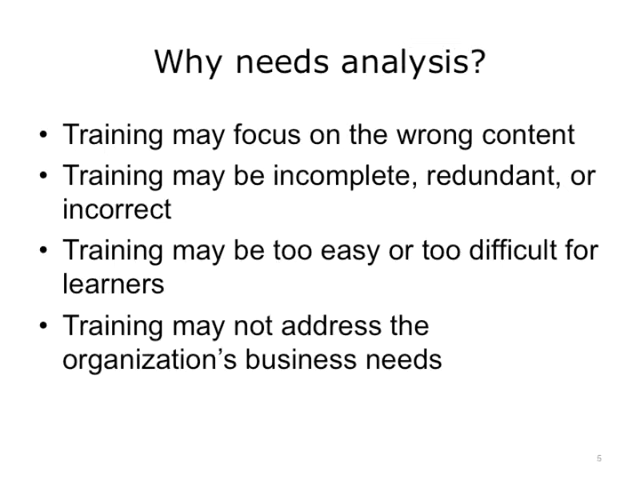 Why needs analysis?
• Training may focus on the wrong content
• Training may be incomplete, redundant, or
incorrect
• Training may be too easy or too difficult for
learners
• Training may not address the
organization’s business needs
5